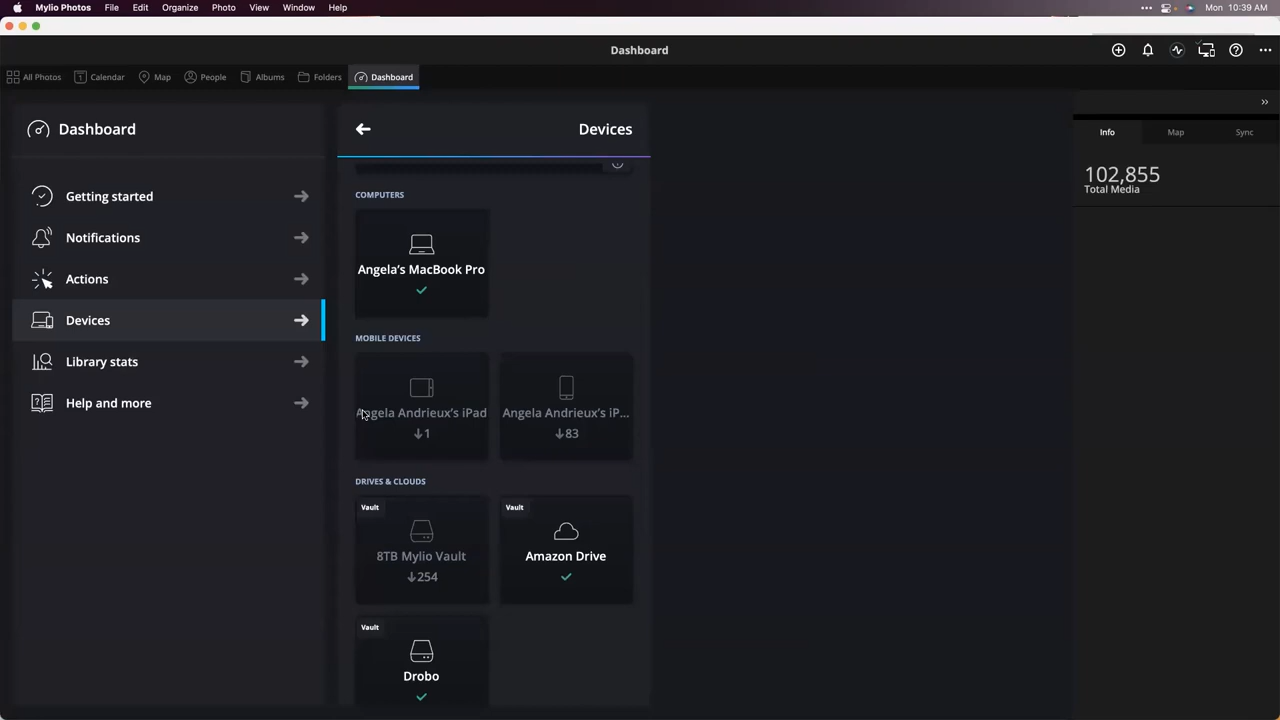 Mylio Photos File Edit Organize Photo View Window Help Mon 10:39 AM
Dashboard
All Photos Calendar Map People Albums Folders Dashboard
Dashboard
Getting started
Notifications
Actions
Devices
Library stats
Help and more
Devices
COMPUTERS
Angela's MacBook Pro
MOBILE DEVICES
Angela Andrieux's iPad
↓1
Angela Andrieux's iP...
↓83
DRIVES & CLOUDS
Vault
8TB Mylio Vault
↓254
Vault
Amazon Drive
Vault
Drobo
Info Map Sync
102,855
Total Media